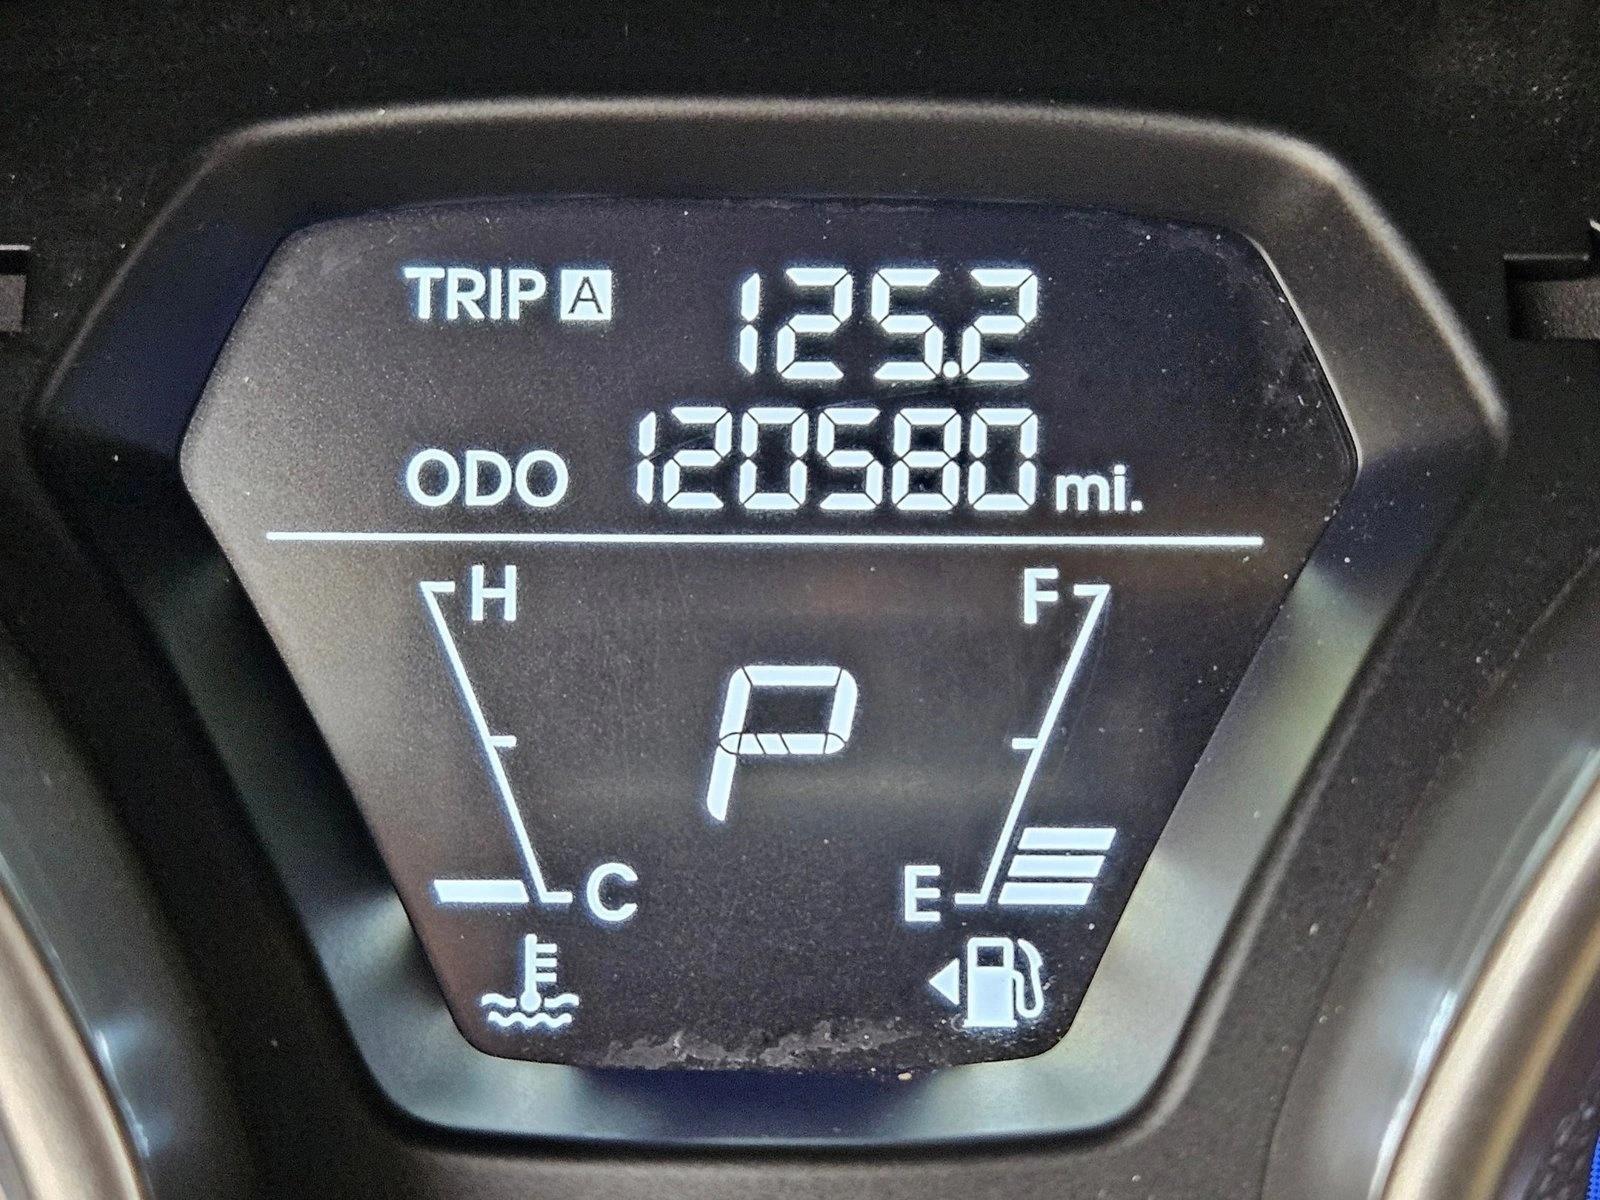 TRIP A 125.2
ODO 120580 mi.
H F
P
C E